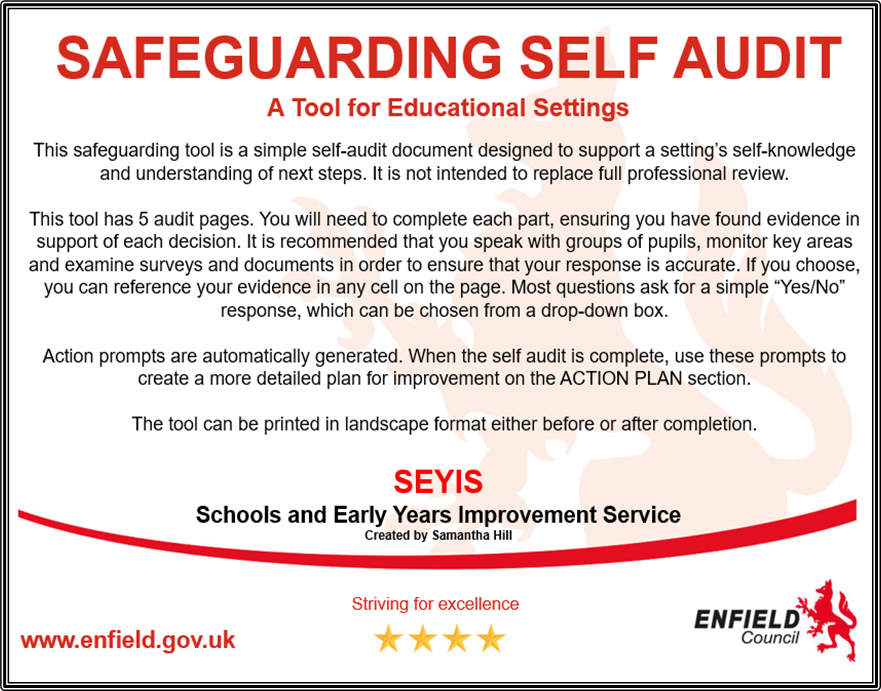 SAFEGUARDING SELF AUDIT
A Tool for Educational Settings
This safeguarding tool is a simple self-audit document designed to support a setting's self-knowledge
and understanding of next steps. It is not intended to replace full professional review.
This tool has 5 audit pages. You will need to complete each part, ensuring you have found evidence in
support of each decision. It is recommended that you speak with groups of pupils, monitor key areas
and examine surveys and documents in order to ensure that your response is accurate. If you choose,
you can reference your evidence in any cell on the page. Most questions ask for a simple “Yes/No”
response, which can be chosen from a drop-down box.
Action prompts are automatically generated. When the self audit is complete, use these prompts to
create a more detailed plan for improvement on the ACTION PLAN section.
The tool can be printed in landscape format either before or after completion.
SEYIS
Schools and Early Years Improvement Service
Created by Samantha Hill
Striving for excellence
www.enfield.gov.uk
ENFIELD
Council